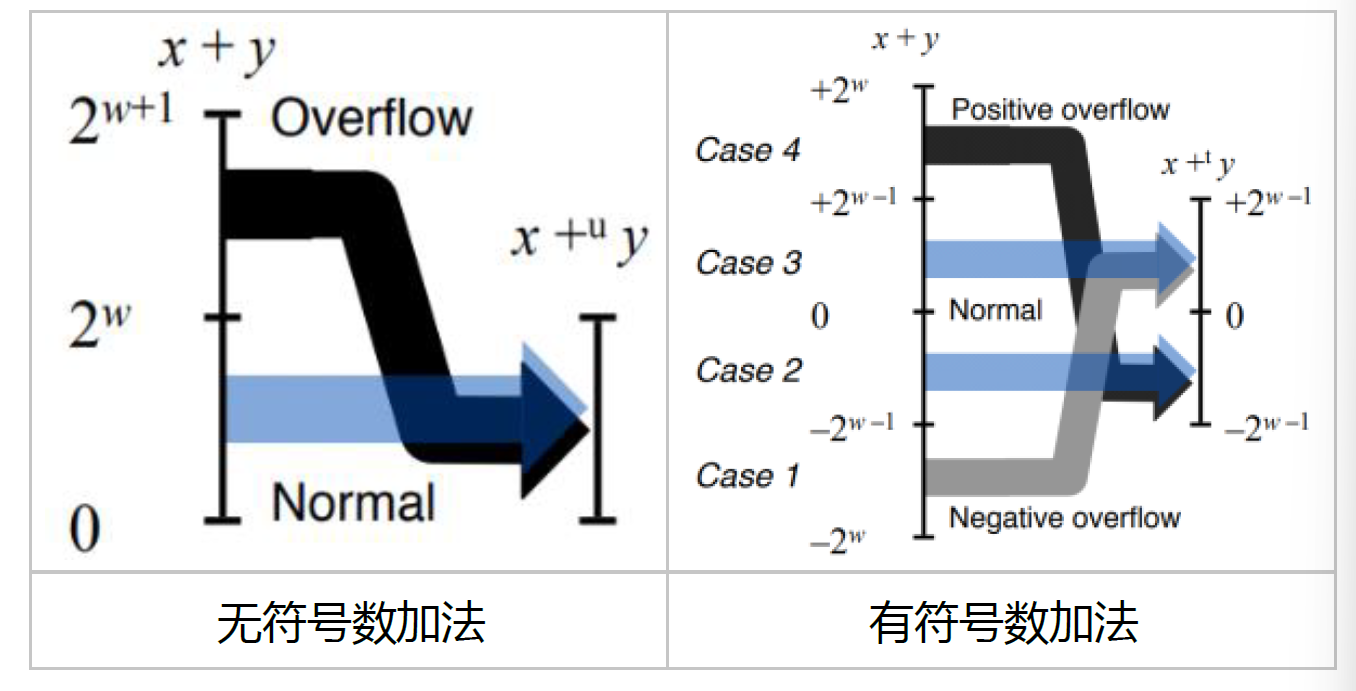 x + y
2^{w+1}
Overflow
x +^u y
2^w
Normal
0
x + y
+2^w
Positive overflow
Case 4
x +^t y
+2^{w-1}
+2^{w-1}
Case 3
0
Normal
0
Case 2
-2^{w-1}
-2^{w-1}
Case 1
Negative overflow
-2^w
无符号数加法
有符号数加法